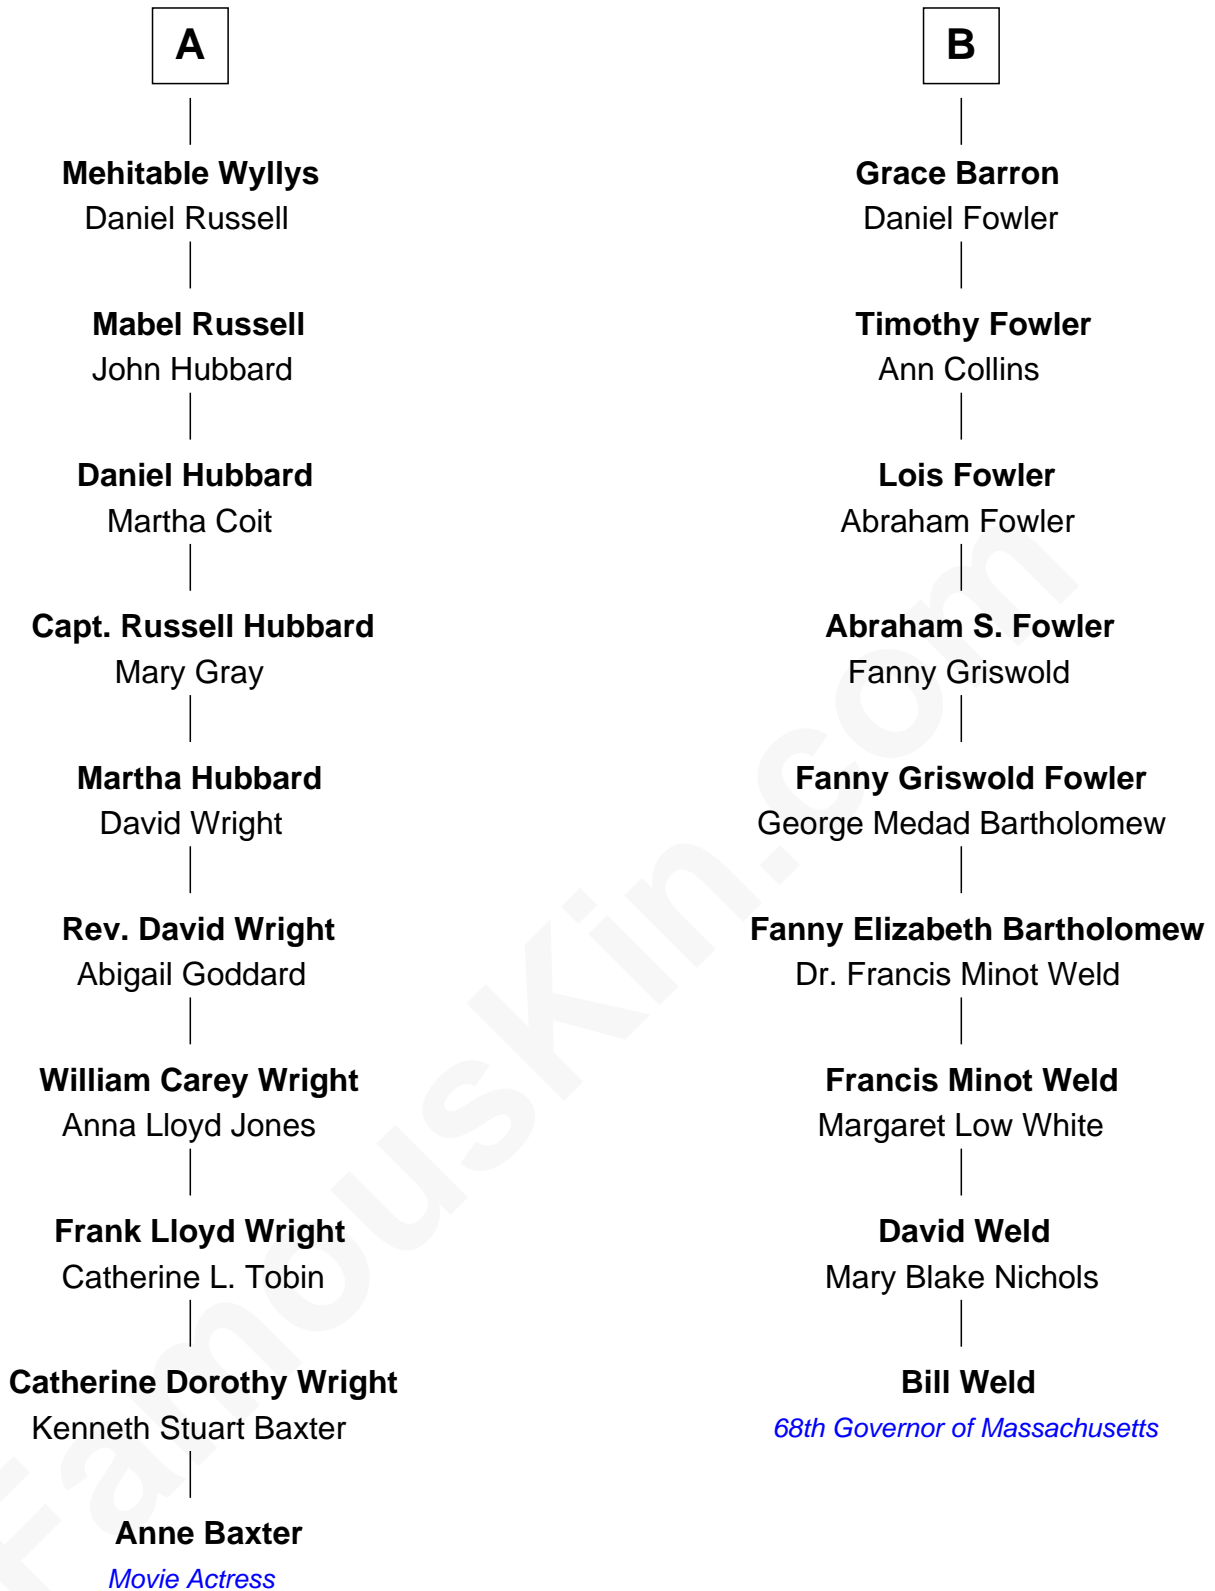 A
Mehitable Wyllys
Daniel Russell
Mabel Russell
John Hubbard
Daniel Hubbard
Martha Coit
Capt. Russell Hubbard
Mary Gray
Martha Hubbard
David Wright
Rev. David Wright
Abigail Goddard
William Carey Wright
Anna Lloyd Jones
Frank Lloyd Wright
Catherine L. Tobin
Catherine Dorothy Wright
Kenneth Stuart Baxter
Anne Baxter
Movie Actress
B
Grace Barron
Daniel Fowler
Timothy Fowler
Ann Collins
Lois Fowler
Abraham Fowler
Abraham S. Fowler
Fanny Griswold
Fanny Griswold Fowler
George Medad Bartholomew
Fanny Elizabeth Bartholomew
Dr. Francis Minot Weld
Francis Minot Weld
Margaret Low White
David Weld
Mary Blake Nichols
Bill Weld
68th Governor of Massachusetts
FamousKin.com